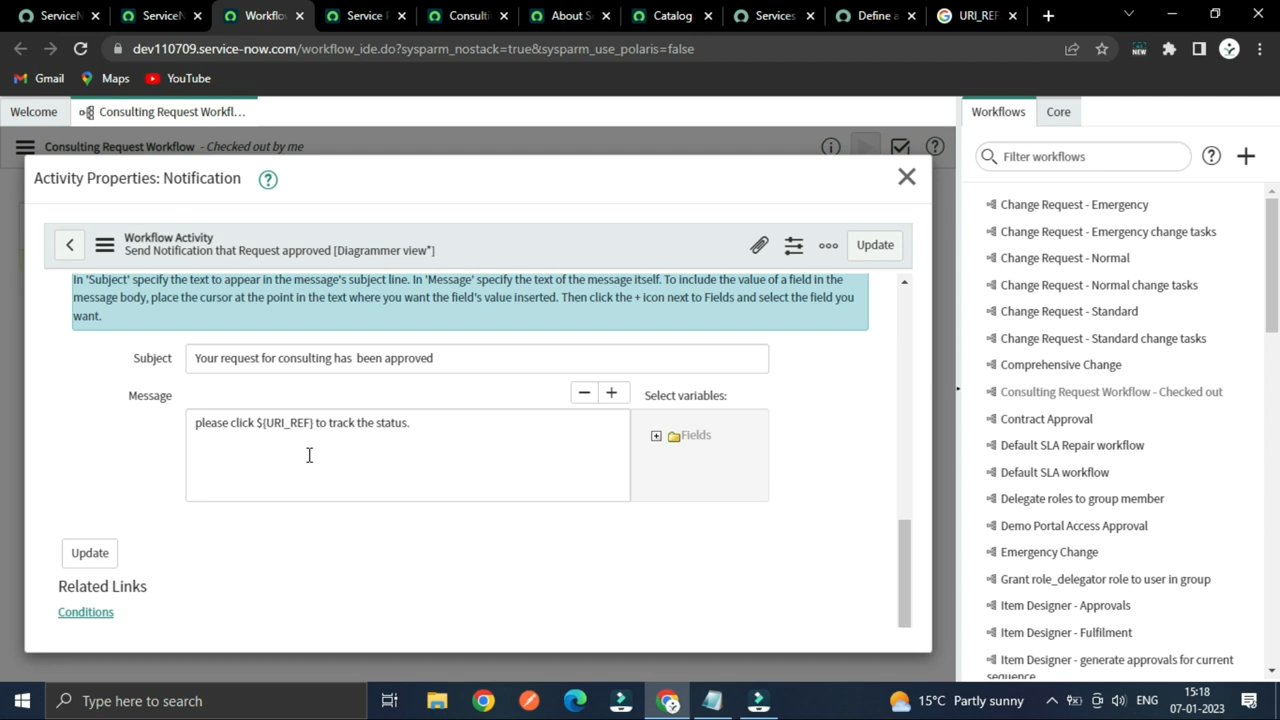 ServiceN
ServiceN
Workflo
Service P
Consulti
About Se
Catalog
Services
Define a
URI_REF
dev110709.service-now.com/workflow_ide.do?sysparm_nostack=true&sysparm_use_polaris=false
NEW
Gmail
Maps
YouTube
Welcome
Consulting Request Workfl...
Workflows
Core
Consulting Request Workflow - Checked out by me
Filter workflows
Activity Properties: Notification
Workflow Activity
Send Notification that Request approved [Diagrammer view*]
Update
In 'Subject' specify the text to appear in the message's subject line. In 'Message' specify the text of the message itself. To include the value of a field in the
message body, place the cursor at the point in the text where you want the field's value inserted. Then click the + icon next to Fields and select the field you
want.
Subject
Your request for consulting has been approved
Message
Select variables:
please click ${URI_REF} to track the status.
Fields
Update
Related Links
Conditions
Change Request - Emergency
Change Request - Emergency change tasks
Change Request - Normal
Change Request - Normal change tasks
Change Request - Standard
Change Request - Standard change tasks
Comprehensive Change
Consulting Request Workflow - Checked out
Contract Approval
Default SLA Repair workflow
Default SLA workflow
Delegate roles to group member
Demo Portal Access Approval
Emergency Change
Grant role_delegator role to user in group
Item Designer - Approvals
Item Designer - Fulfilment
Item Designer - generate approvals for current
sequence
Type here to search
15°C Partly sunny
ENG
15:18
07-01-2023